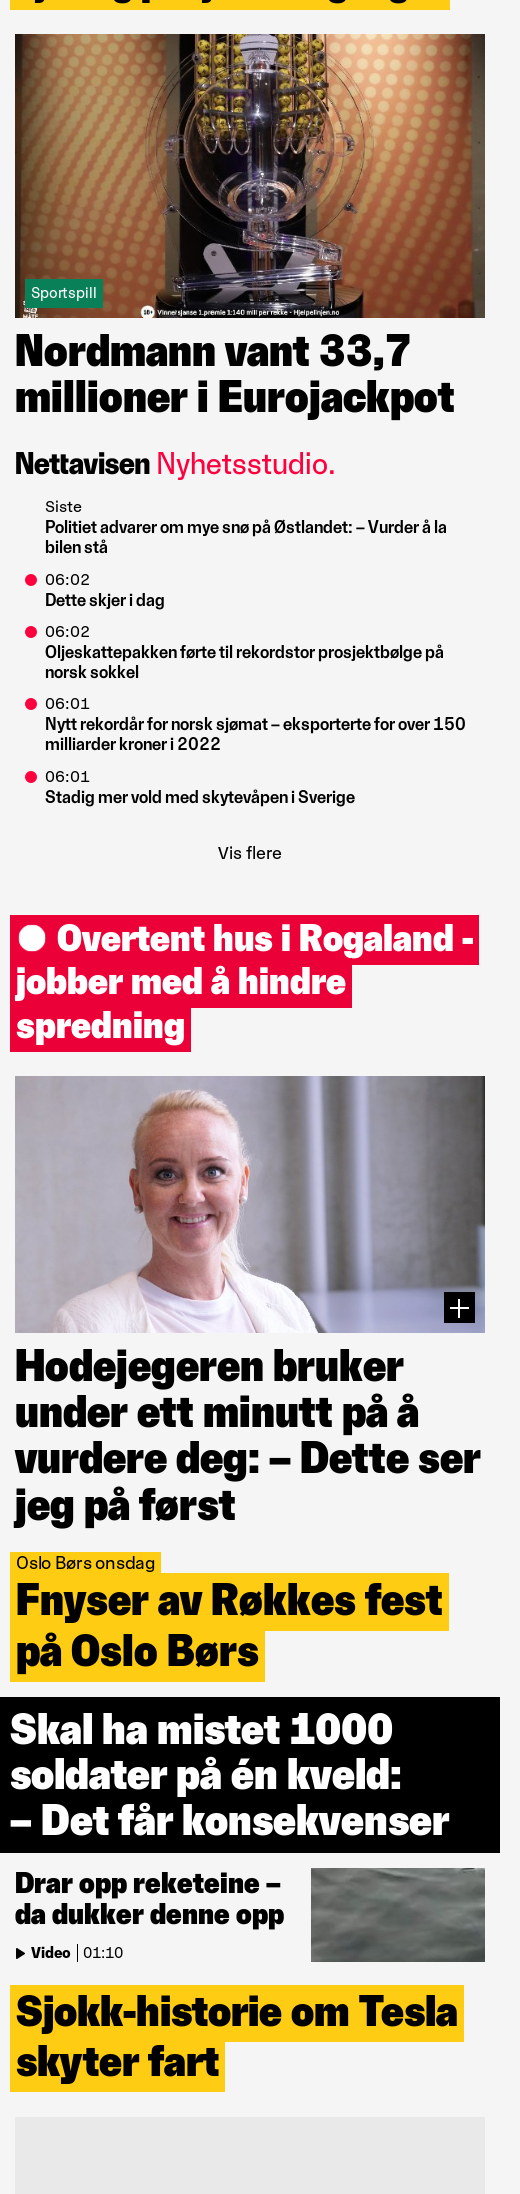 Sportspill
18+ Vinnersjanse 1.premie 1:140 mill per rekke - Hjelpelinjen.no
Nordmann vant 33,7
millioner i Eurojackpot
Nettavisen Nyhetsstudio.
Siste
Politiet advarer om mye snø på Østlandet: – Vurder å la
bilen stå
06:02
Dette skjer i dag
06:02
Oljeskattepakken førte til rekordstor prosjektbølge på
norsk sokkel
06:01
Nytt rekordår for norsk sjømat – eksporterte for over 150
milliarder kroner i 2022
06:01
Stadig mer vold med skytevåpen i Sverige
Vis flere
Overtent hus i Rogaland -
jobber med å hindre
spredning
Hodejegeren bruker
under ett minutt på å
vurdere deg: – Dette ser
jeg på først
Oslo Børs onsdag
Fnyser av Røkkes fest
på Oslo Børs
Skal ha mistet 1000
soldater på én kveld:
– Det får konsekvenser
Drar opp reketeine –
da dukker denne opp
Video 01:10
Sjokk-historie om Tesla
skyter fart